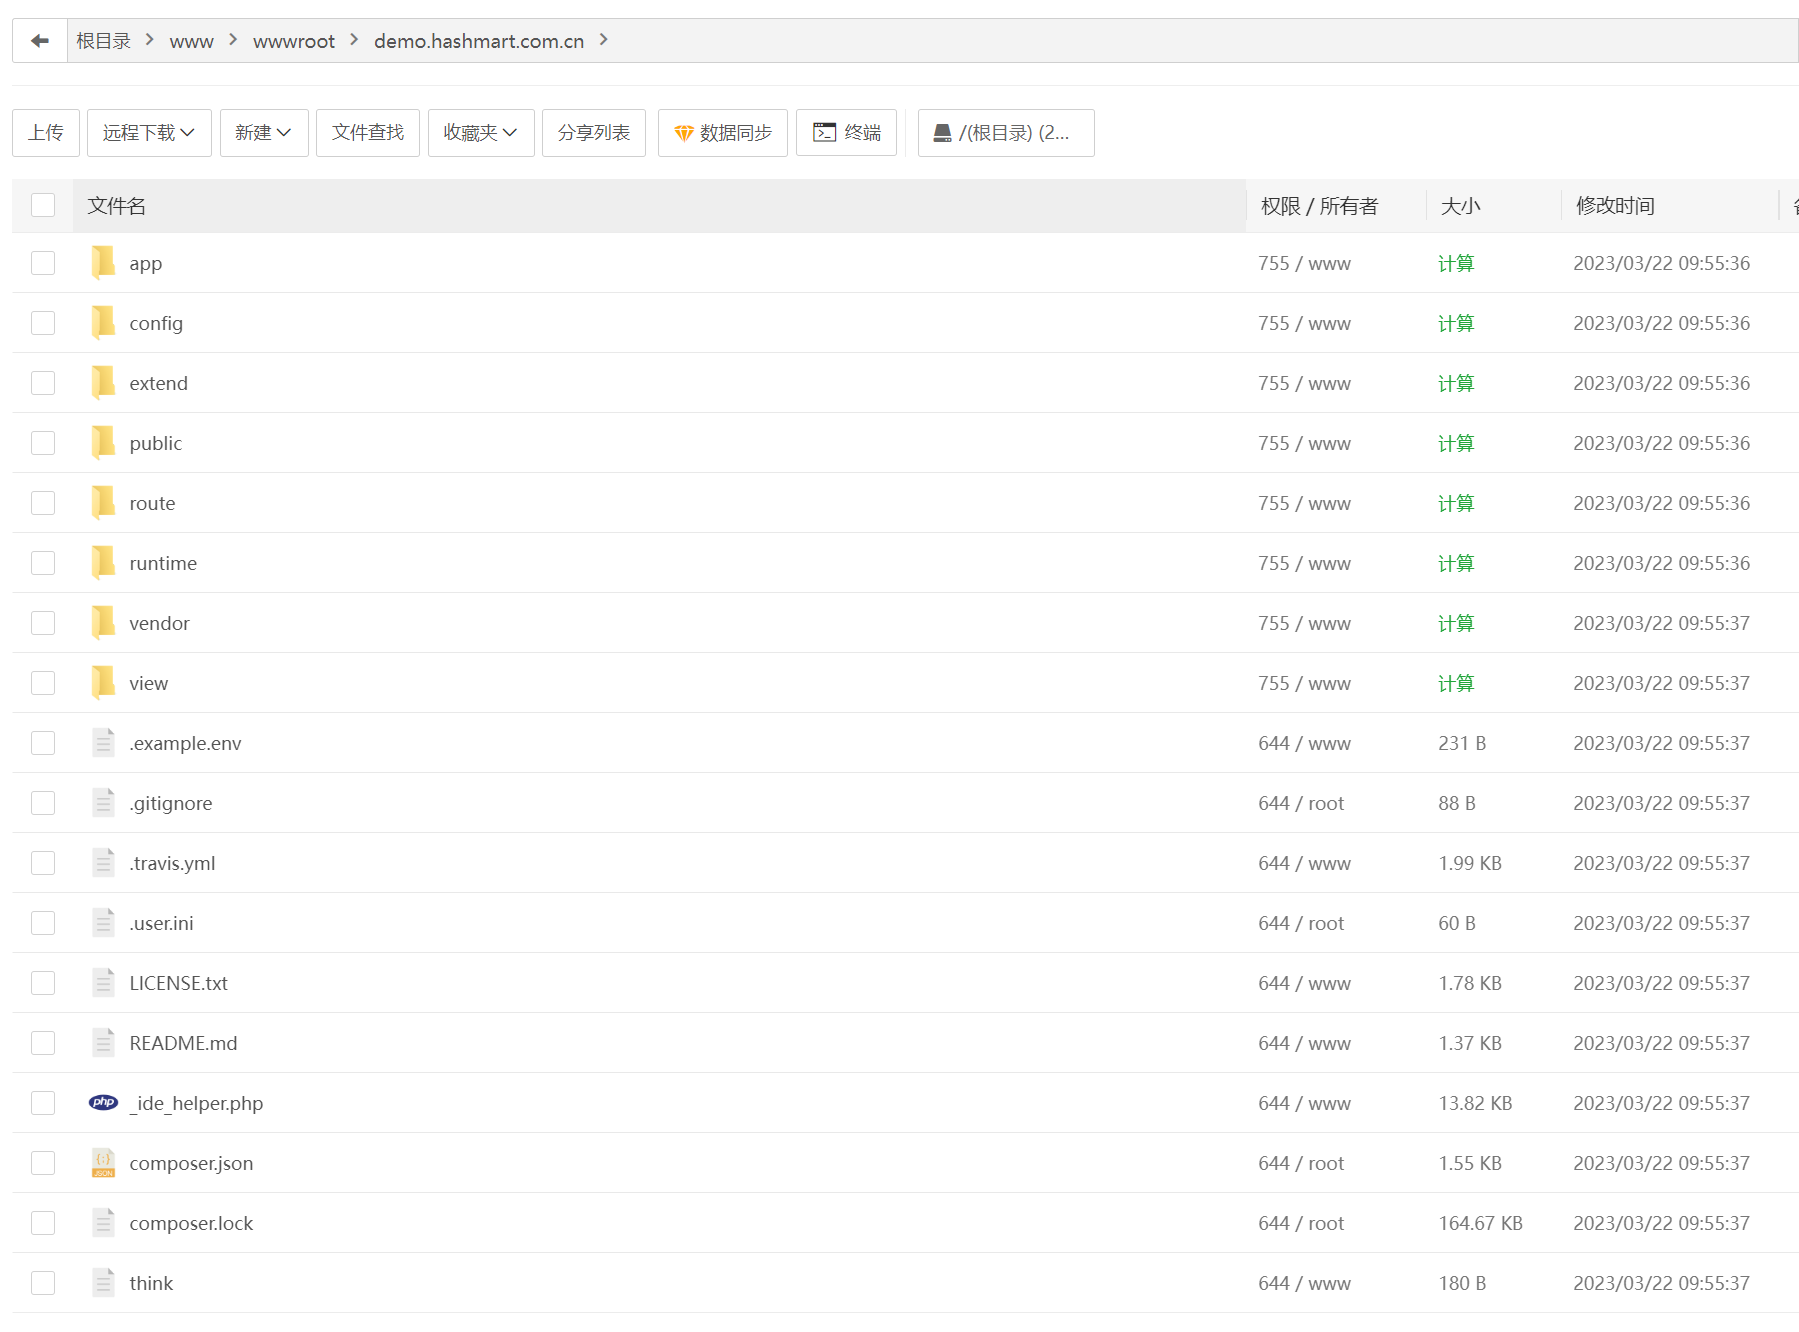 根目录 > www > wwwroot > demo.hashmart.com.cn >
上传 远程下载 新建 文件查找 收藏夹 分享列表 数据同步 终端 /(根目录) (2...
文件名 权限 / 所有者 大小 修改时间
app 755 / www 计算 2023/03/22 09:55:36
config 755 / www 计算 2023/03/22 09:55:36
extend 755 / www 计算 2023/03/22 09:55:36
public 755 / www 计算 2023/03/22 09:55:36
route 755 / www 计算 2023/03/22 09:55:36
runtime 755 / www 计算 2023/03/22 09:55:36
vendor 755 / www 计算 2023/03/22 09:55:37
view 755 / www 计算 2023/03/22 09:55:37
.example.env 644 / www 231 B 2023/03/22 09:55:37
.gitignore 644 / root 88 B 2023/03/22 09:55:37
.travis.yml 644 / www 1.99 KB 2023/03/22 09:55:37
.user.ini 644 / root 60 B 2023/03/22 09:55:37
LICENSE.txt 644 / www 1.78 KB 2023/03/22 09:55:37
README.md 644 / www 1.37 KB 2023/03/22 09:55:37
php _ide_helper.php 644 / www 13.82 KB 2023/03/22 09:55:37
{:} JSON composer.json 644 / root 1.55 KB 2023/03/22 09:55:37
composer.lock 644 / root 164.67 KB 2023/03/22 09:55:37
think 644 / www 180 B 2023/03/22 09:55:37